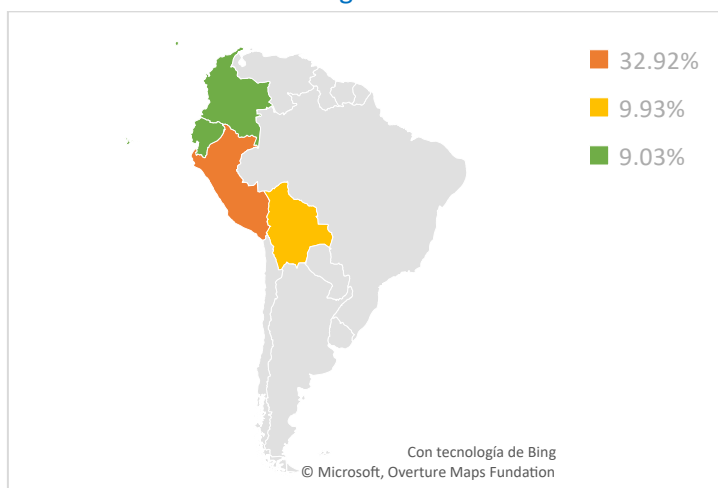 32.92%
9.93%
9.03%
Con tecnología de Bing
© Microsoft, Overture Maps Fundation